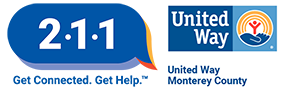 2·1·1
Get Connected. Get Help.™
United
Way
United Way
Monterey County